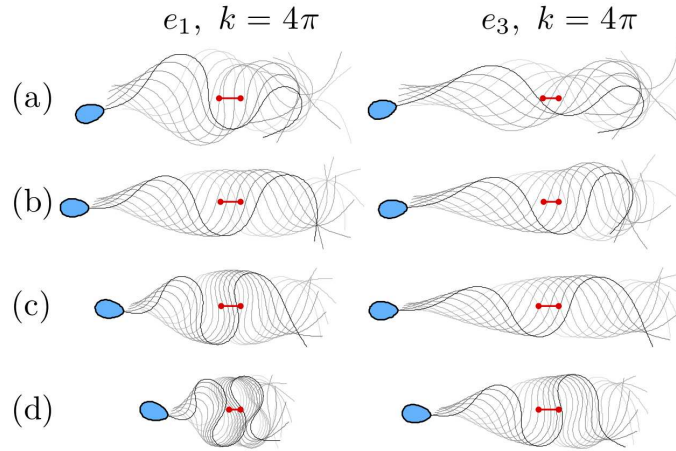 e₁, k = 4π e₃, k = 4π
(a)
(b)
(c)
(d)